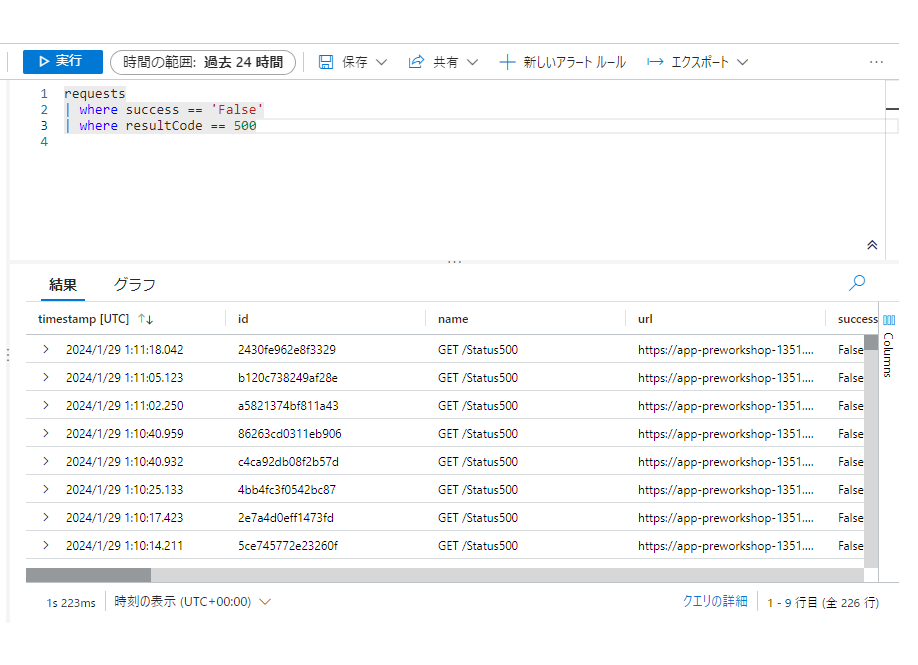 実行 時間の範囲: 過去 24 時間 保存 共有 新しいアラート ルール エクスポート ...
1 requests
2 | where success == 'False'
3 | where resultCode == 500
4
結果 グラフ
timestamp [UTC] ↑↓ id name url success
2024/1/29 1:11:18.042 2430fe962e8f3329 GET /Status500 https://app-preworkshop-1351.... False
2024/1/29 1:11:05.123 b120c738249af28e GET /Status500 https://app-preworkshop-1351.... False
2024/1/29 1:11:02.250 a5821374bf811a43 GET /Status500 https://app-preworkshop-1351.... False
2024/1/29 1:10:40.959 86263cd0311eb906 GET /Status500 https://app-preworkshop-1351.... False
2024/1/29 1:10:40.932 c4ca92db08f2b57d GET /Status500 https://app-preworkshop-1351.... False
2024/1/29 1:10:25.133 4bb4fc3f0542bc87 GET /Status500 https://app-preworkshop-1351.... False
2024/1/29 1:10:17.423 2e7a4d0eff1473fd GET /Status500 https://app-preworkshop-1351.... False
2024/1/29 1:10:14.211 5ce745772e23260f GET /Status500 https://app-preworkshop-1351.... False
Columns
1s 223ms 時刻の表示 (UTC+00:00) クエリの詳細 1 - 9 行目 (全 226 行)